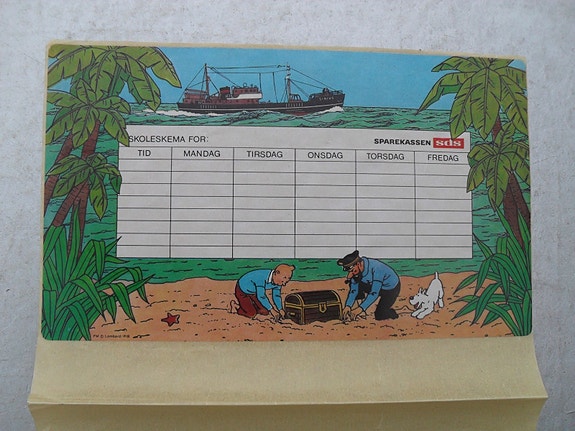 SKOLESKEMA FOR: SPAREKASSEN sds
TID MANDAG TIRSDAG ONSDAG TORSDAG FREDAG